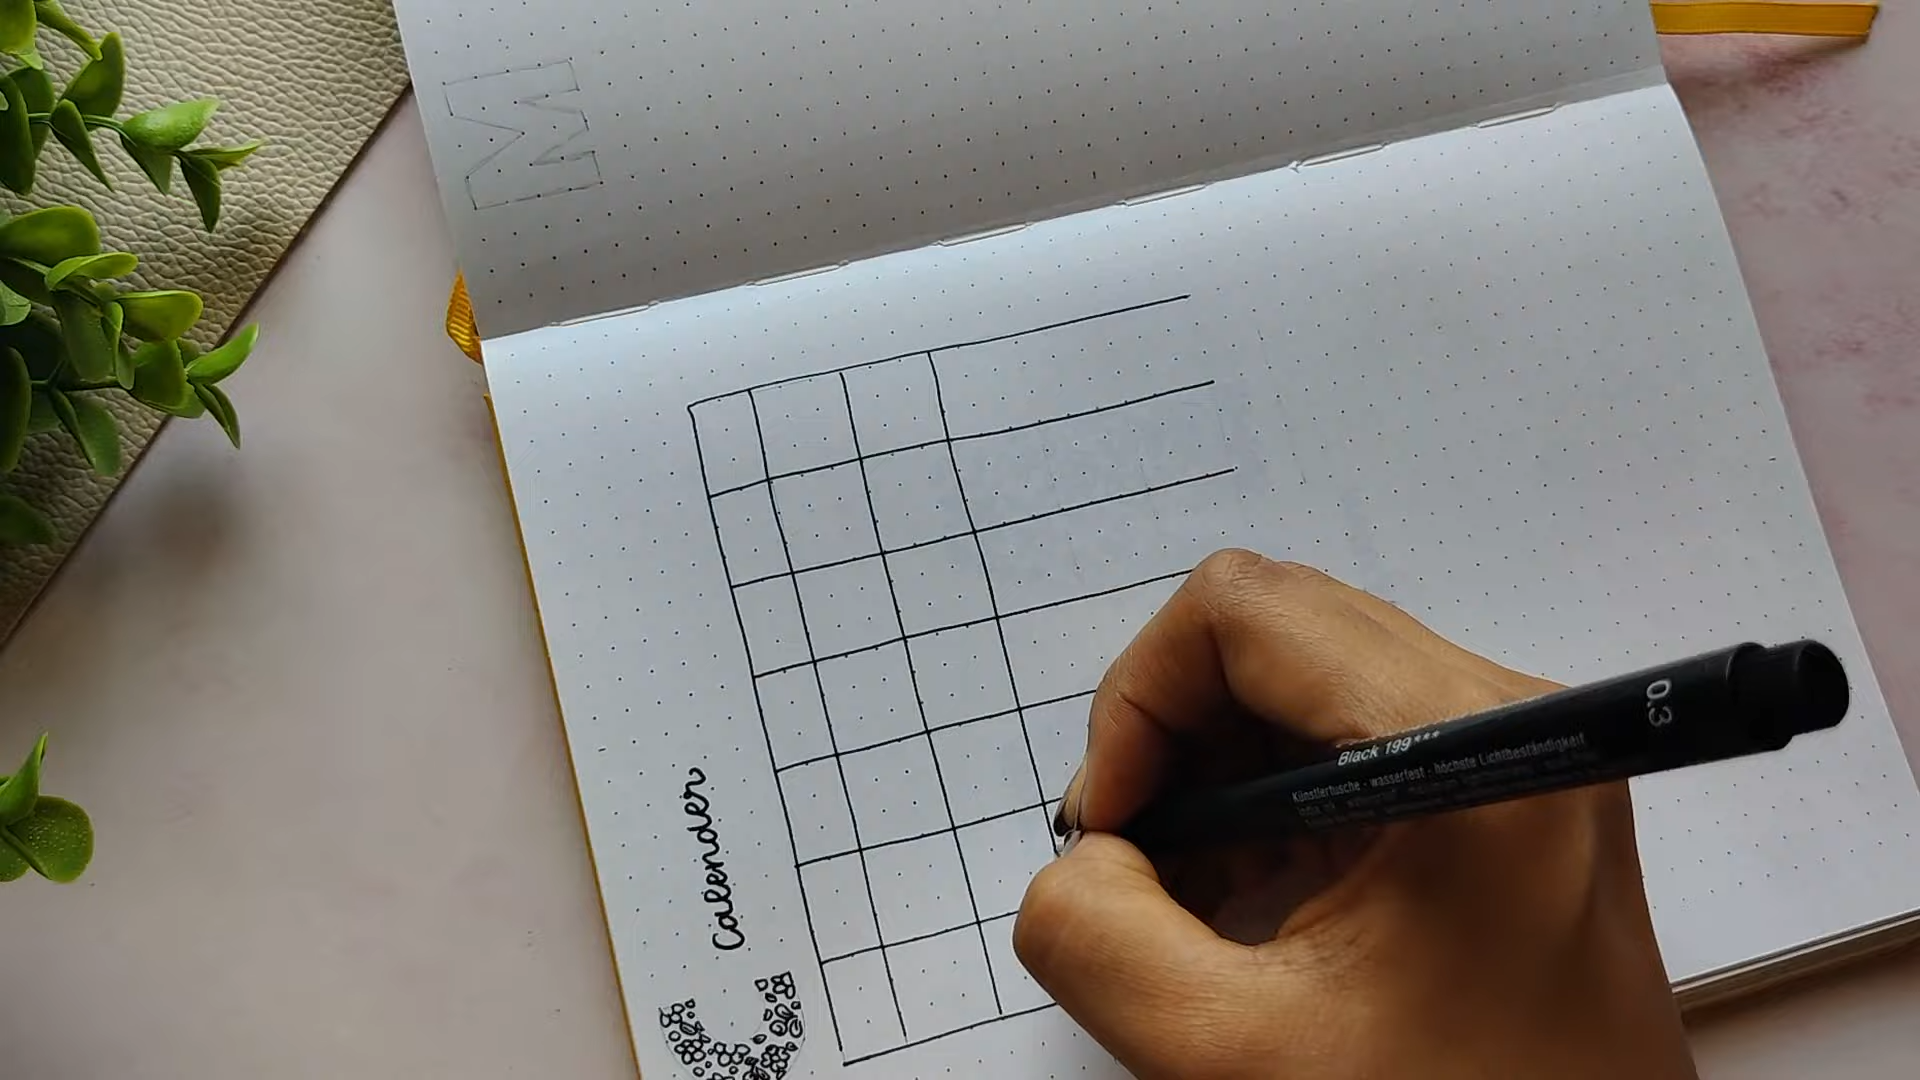 M
Calender
C
0.3
Black 199***
Künstlertusche - wasserfest - höchste Lichtbeständigkeit